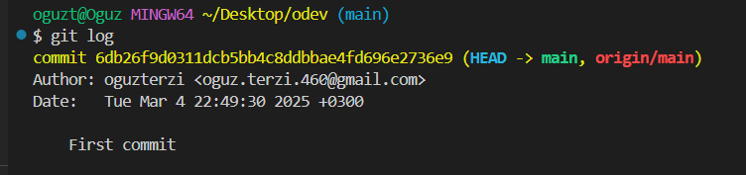 oguzt@Oguz MINGW64 ~/Desktop/odev (main)
$ git log
commit 6db26f9d0311dcb5bb4c8ddbbae4fd696e2736e9 (HEAD -> main, origin/main)
Author: oguzterzi <oguz.terzi.460@gmail.com>
Date:   Tue Mar 4 22:49:30 2025 +0300
First commit